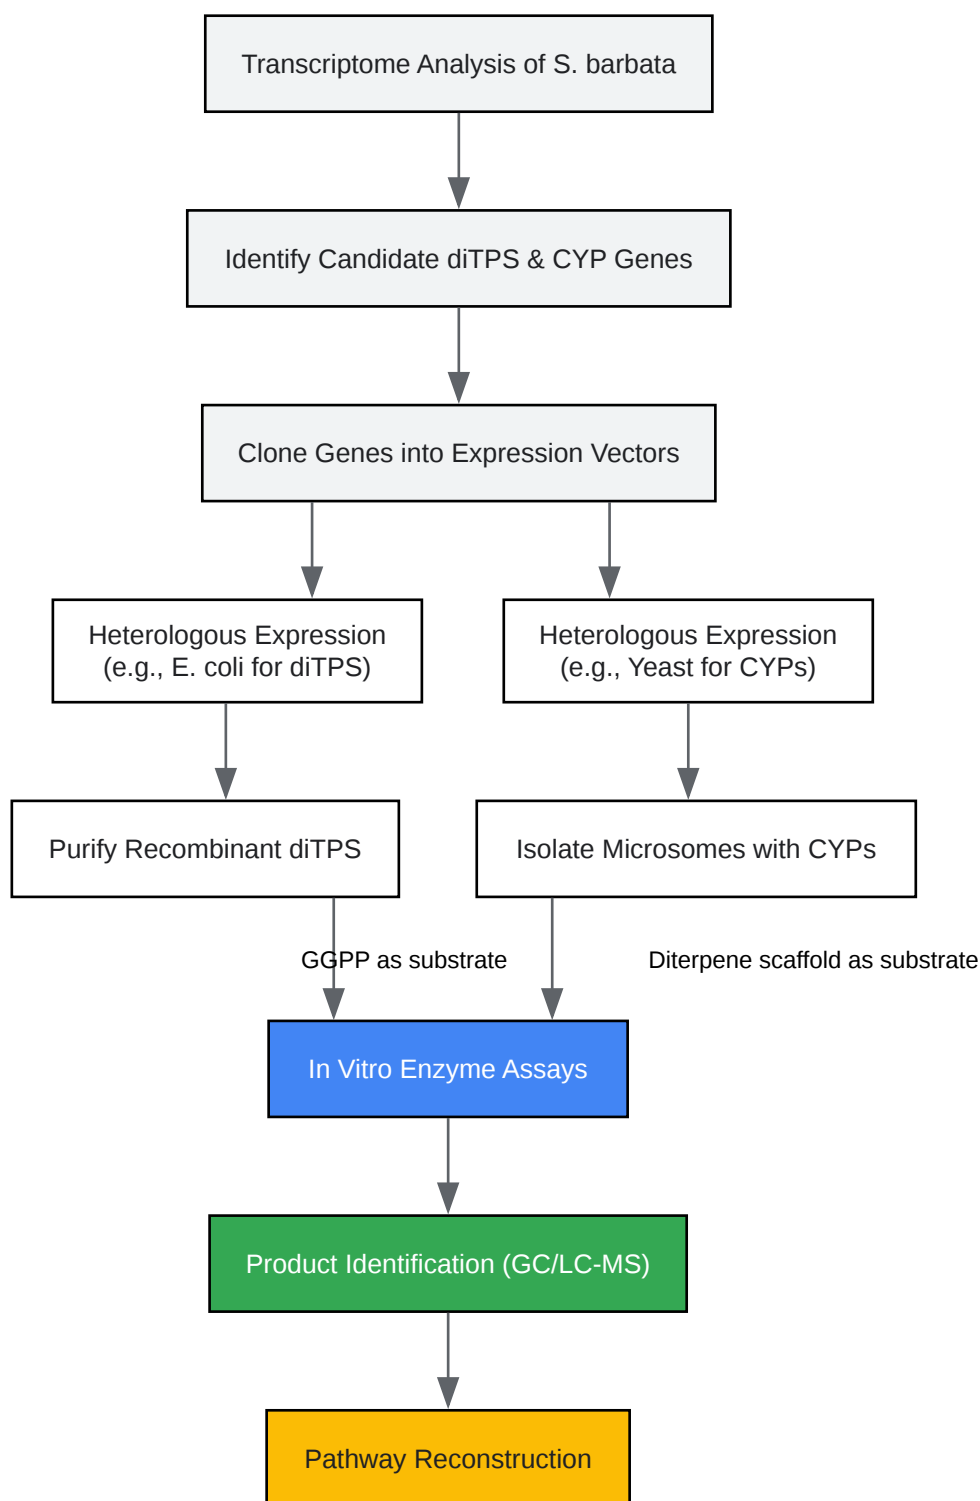 Transcriptome Analysis of S. barbata
Identify Candidate diTPS & CYP Genes
Clone Genes into Expression Vectors
Heterologous Expression
(e.g., E. coli for diTPS)
Heterologous Expression
(e.g., Yeast for CYPs)
Purify Recombinant diTPS
Isolate Microsomes with CYPs
GGPP as substrate
Diterpene scaffold as substrate
In Vitro Enzyme Assays
Product Identification (GC/LC-MS)
Pathway Reconstruction